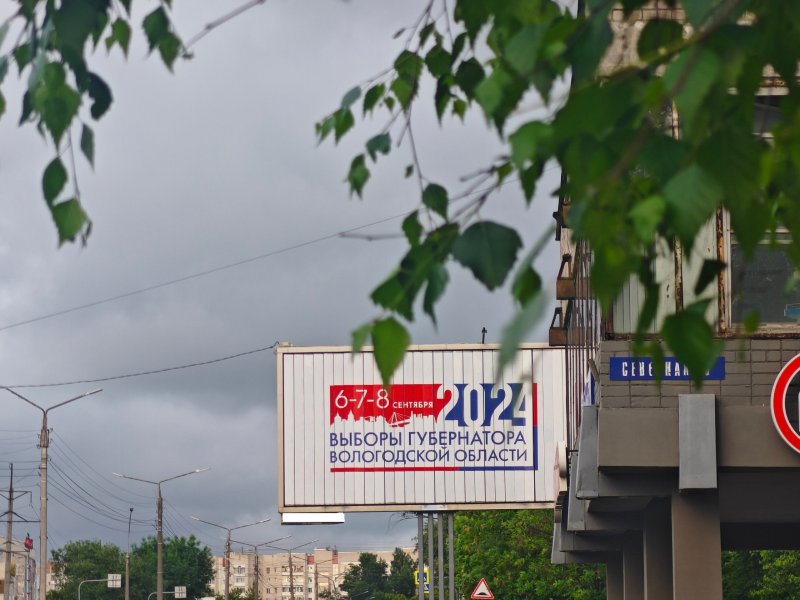 6-7-8 СЕНТЯБРЯ 2024
ВЫБОРЫ ГУБЕРНАТОРА
ВОЛОГОДСКОЙ ОБЛАСТИ